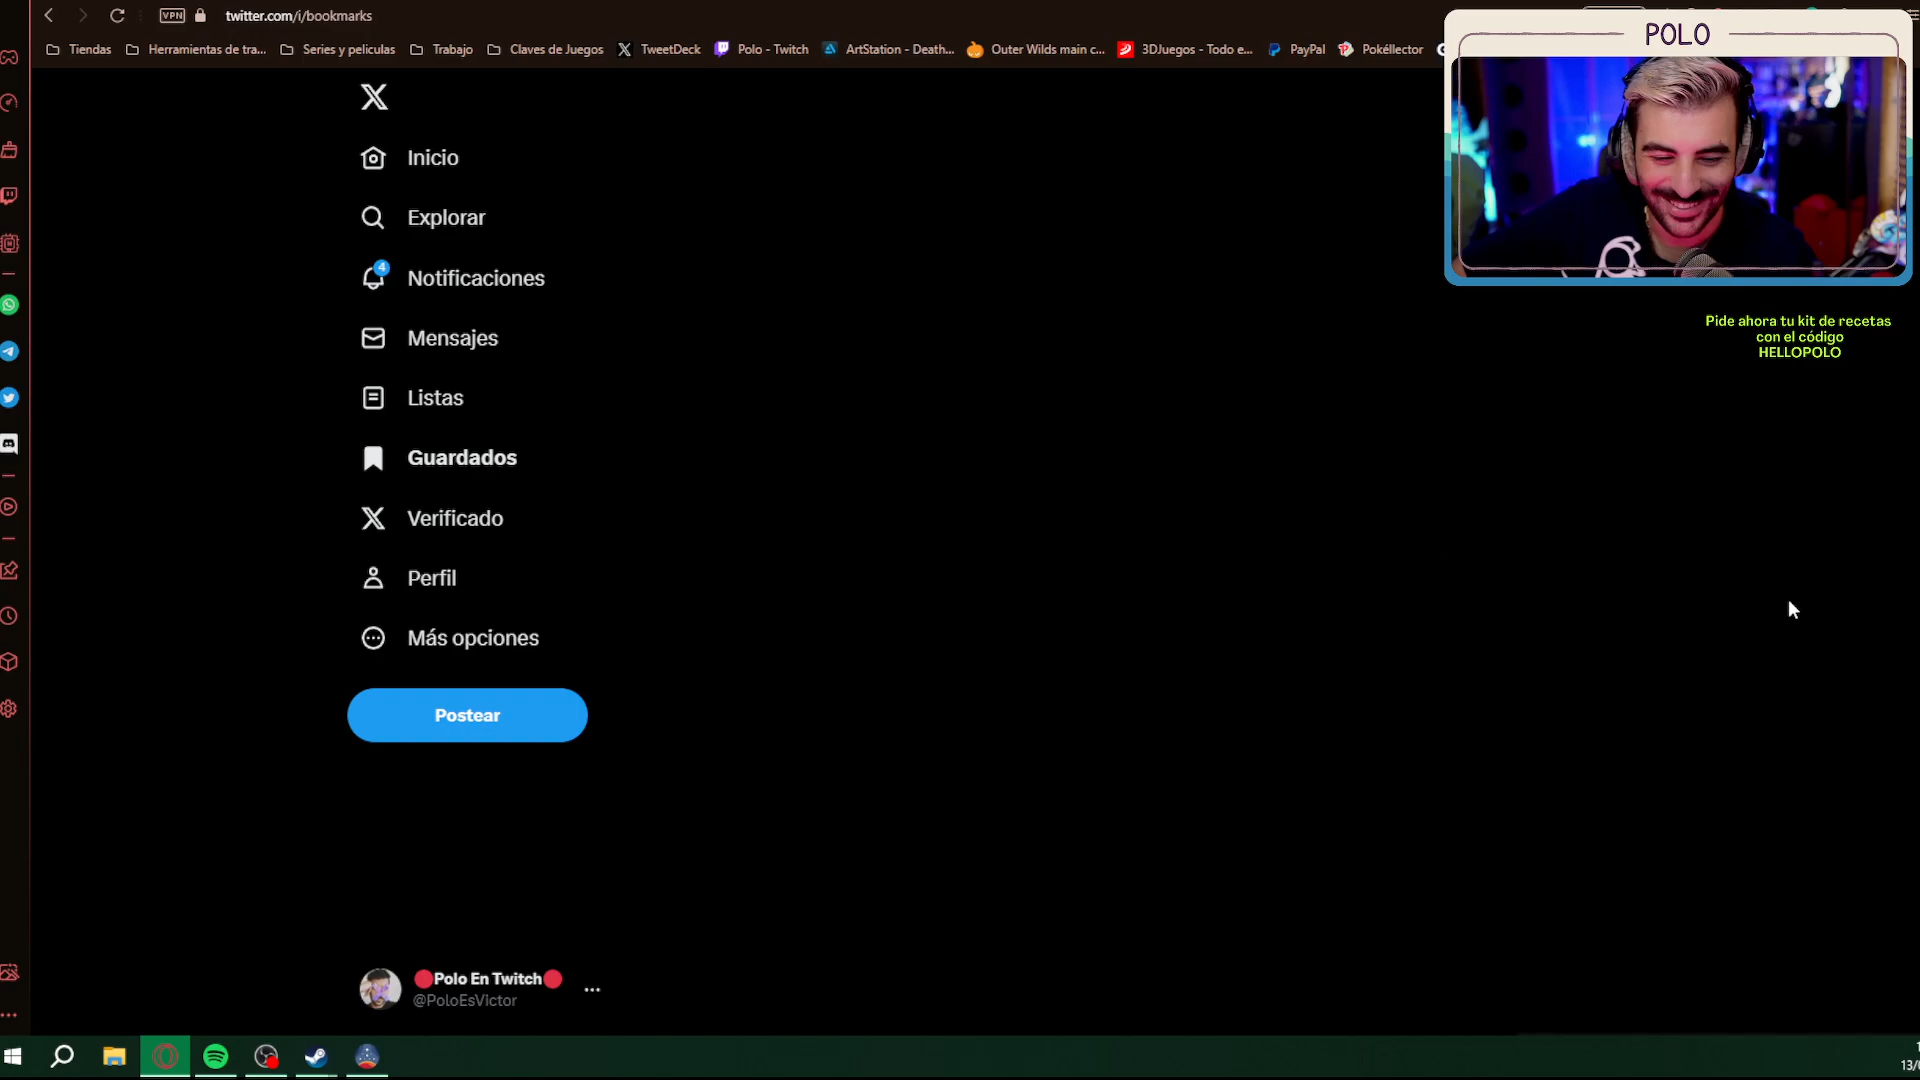 VPN
twitter.com/i/bookmarks
Tiendas
Herramientas de tra...
Series y peliculas
Trabajo
Claves de Juegos
TweetDeck
Polo - Twitch
ArtStation - Death...
Outer Wilds main c...
3DJuegos - Todo e...
PayPal
Pokéllector
POLO
Inicio
Explorar
4
Notificaciones
Mensajes
Listas
Guardados
Verificado
Perfil
Más opciones
Postear
Pide ahora tu kit de recetas
con el código
HELLOPOLO
Polo En Twitch
@PoloEsVictor